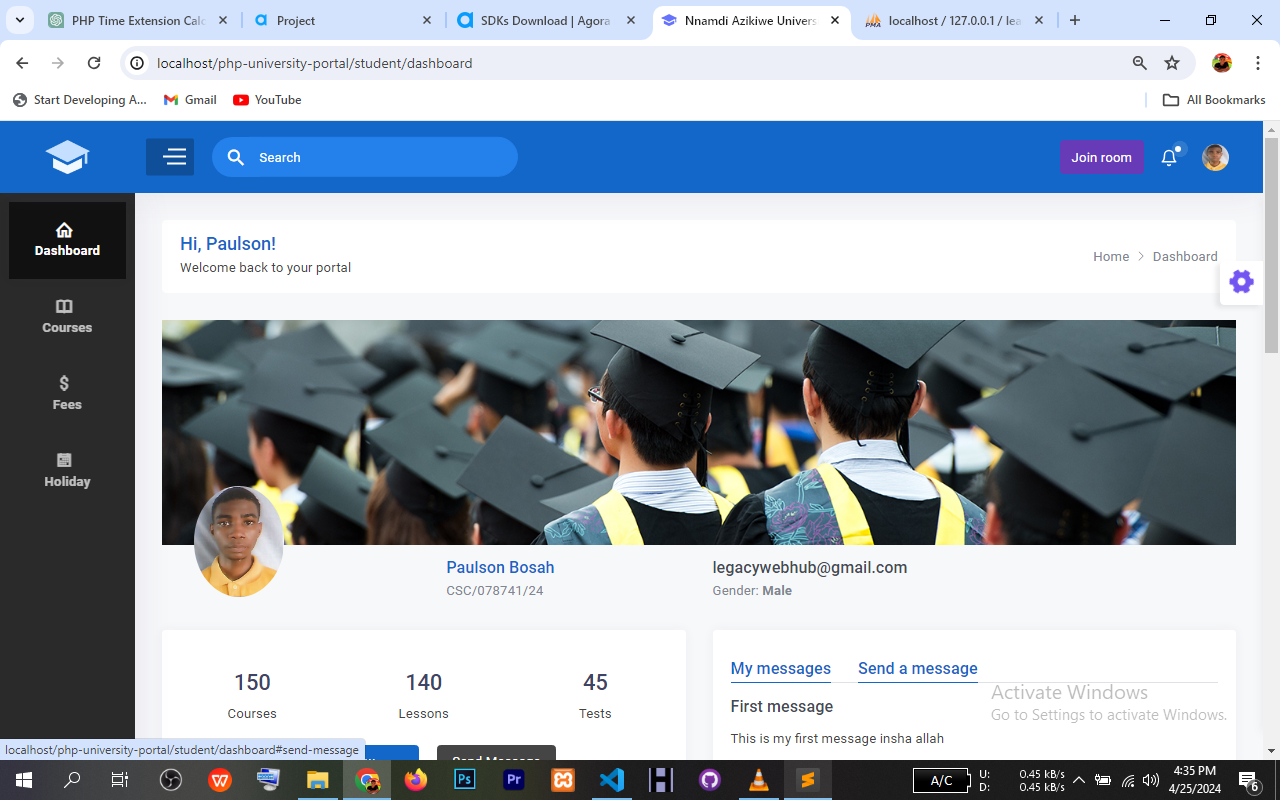 PHP Time Extension Calc
Project
SDKs Download | Agora
Nnamdi Azikiwe Univers
localhost / 127.0.0.1 / lea
localhost/php-university-portal/student/dashboard
Start Developing A...
Gmail
YouTube
All Bookmarks
Search
Join room
Dashboard
Courses
Fees
Holiday
Hi, Paulson!
Welcome back to your portal
Home
Dashboard
Paulson Bosah
CSC/078741/24
legacywebhub@gmail.com
Gender: Male
150
Courses
140
Lessons
45
Tests
My messages
Send a message
First message
This is my first message insha allah
Activate Windows
Go to Settings to activate Windows.
Send Message
localhost/php-university-portal/student/dashboard#send-message
A/C
U: 0.45 kB/s
D: 0.45 kB/s
4:35 PM
4/25/2024
6